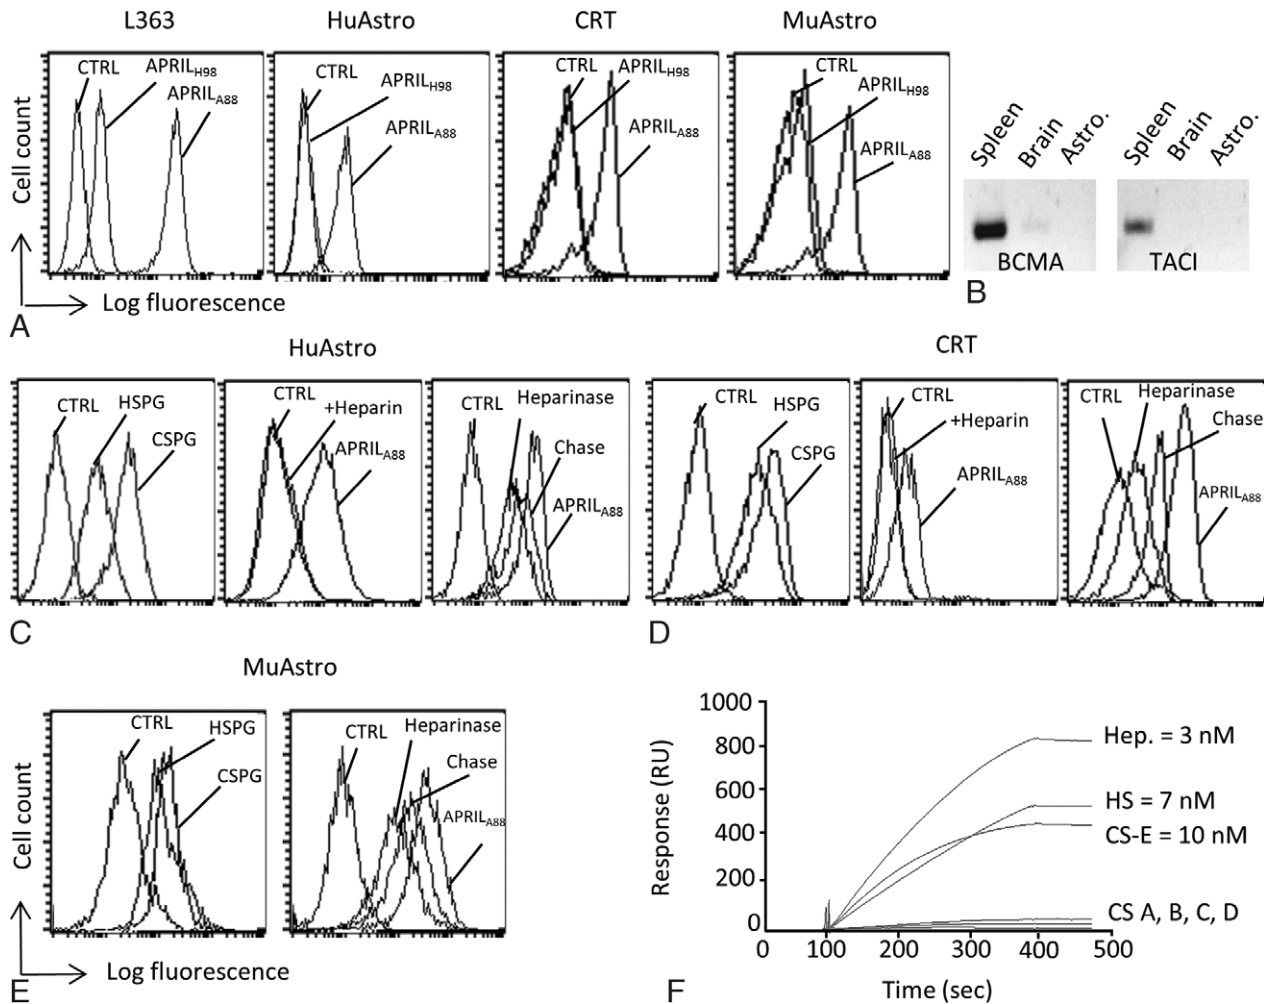 L363
HuAstro
CRT
MuAstro
CTRL
APRILH98
APRILA88
CTRL
APRILH98
APRILA88
CTRL
APRILH98
APRILA88
CTRL
APRILH98
APRILA88
Cell count
Log fluorescence
A
Spleen
Brain
Astro.
Spleen
Brain
Astro.
BCMA
TACI
B
HuAstro
CTRL
HSPG
CSPG
CTRL
+Heparin
APRILA88
CTRL
Heparinase
Chase
APRILA88
C
CRT
CTRL
HSPG
CSPG
CTRL
+Heparin
APRILA88
CTRL
Heparinase
Chase
APRILA88
D
MuAstro
CTRL
HSPG
CSPG
CTRL
Heparinase
Chase
APRILA88
Cell count
Log fluorescence
E
1000
800
600
400
200
0
Response (RU)
Hep. = 3 nM
HS = 7 nM
CS-E = 10 nM
CS A, B, C, D
0 100 200 300 400 500
Time (sec)
F